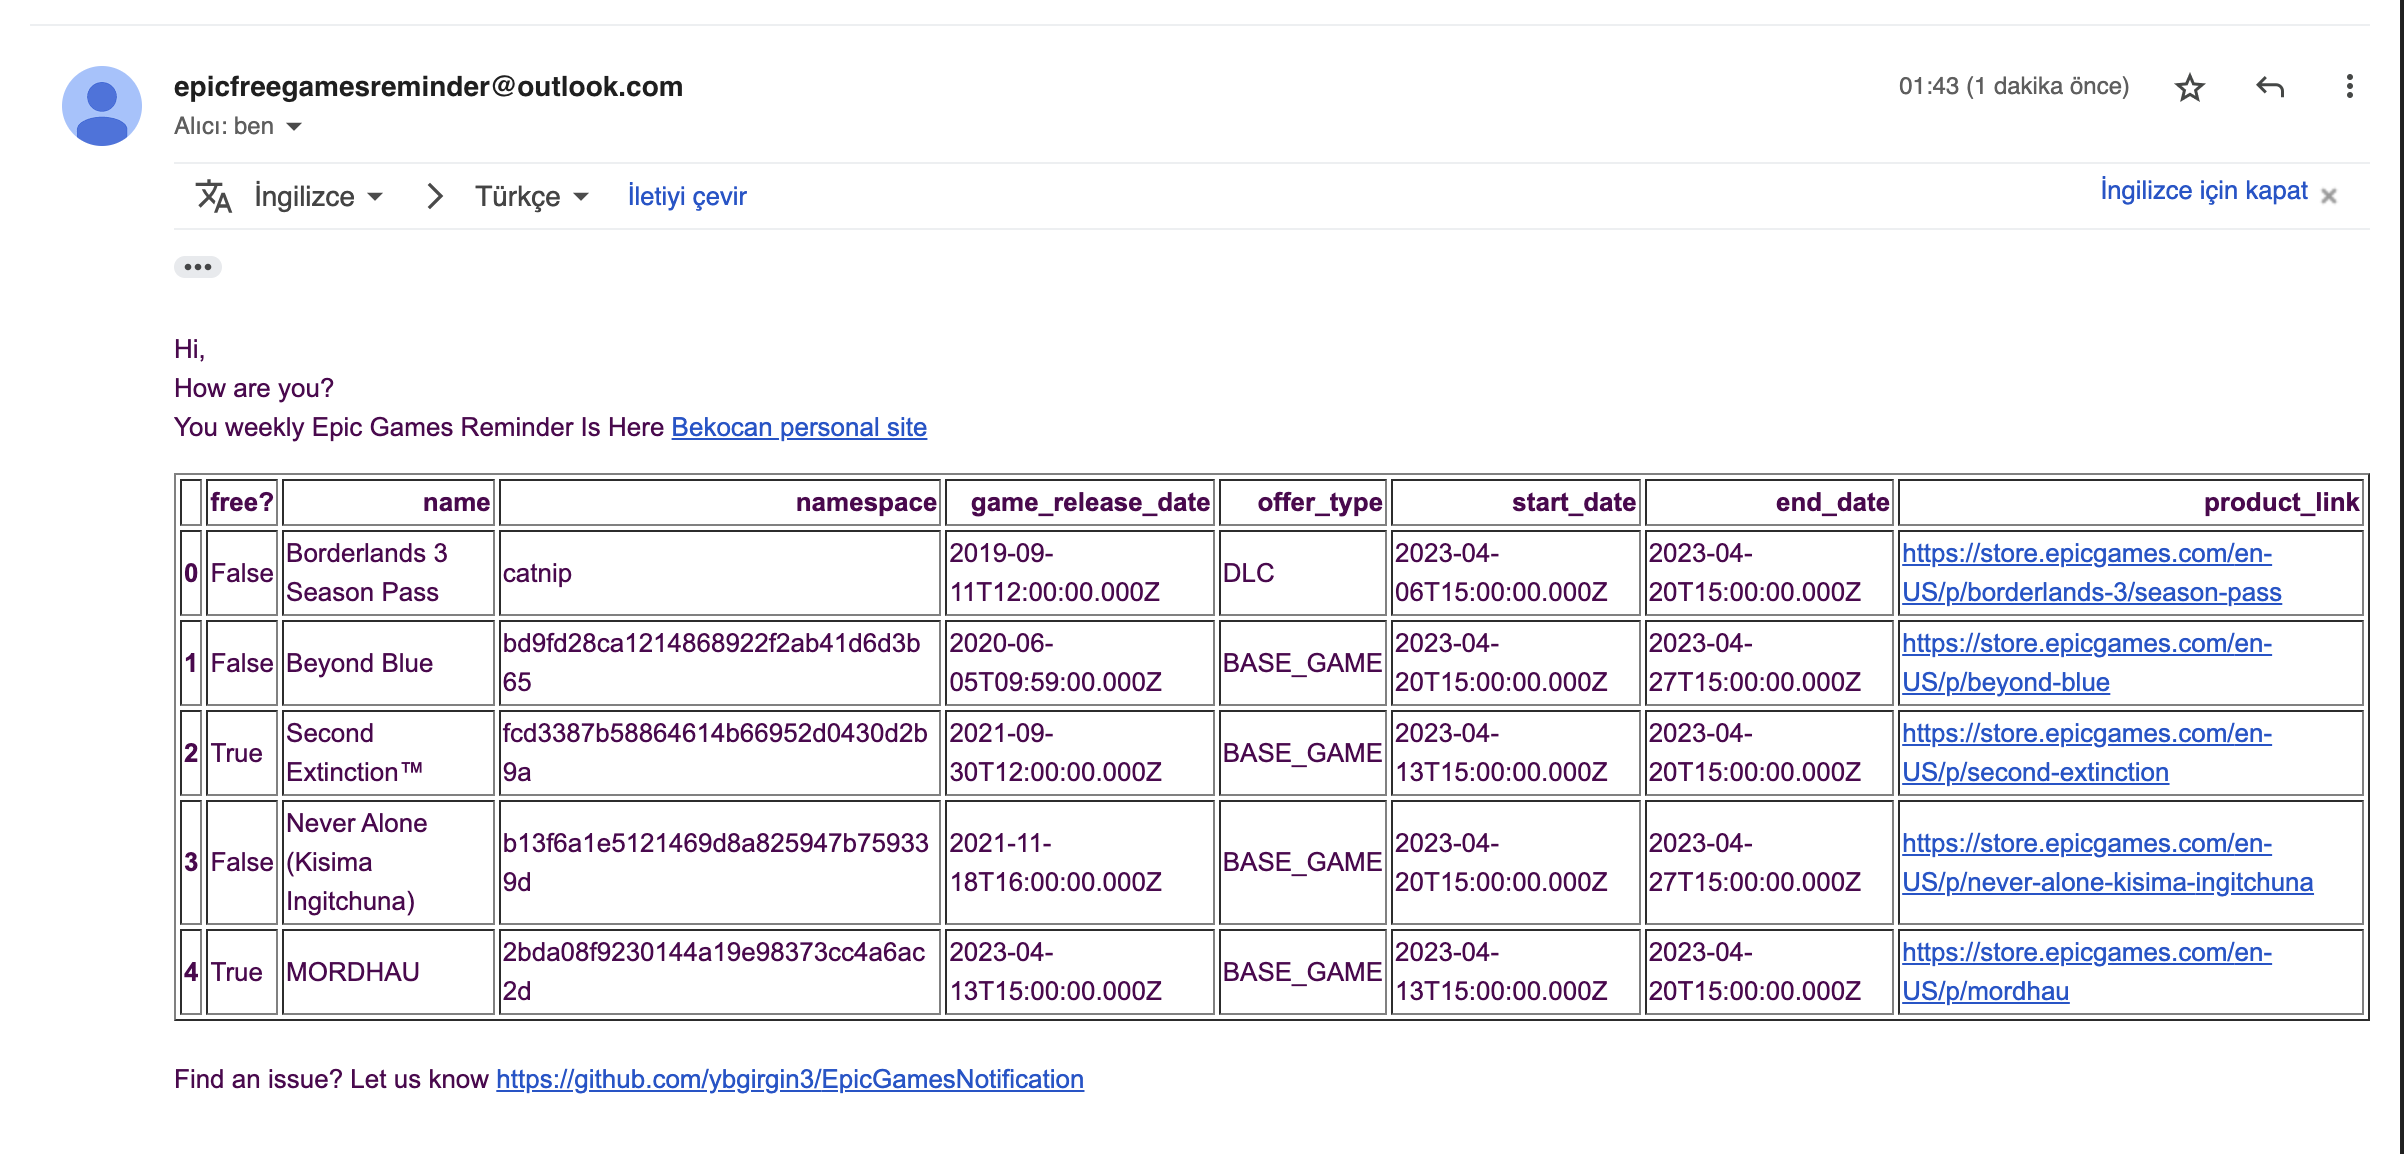 epicfreegamesreminder@outlook.com
01:43 (1 dakika önce)
Alıcı: ben
İngilizce
Türkçe
İletiyi çevir
İngilizce için kapat
Hi,
How are you?
You weekly Epic Games Reminder Is Here Bekocan personal site
free? name namespace game_release_date offer_type start_date end_date product_link
0 False Borderlands 3 Season Pass catnip 2019-09-11T12:00:00.000Z DLC 2023-04-06T15:00:00.000Z 2023-04-20T15:00:00.000Z https://store.epicgames.com/en-US/p/borderlands-3/season-pass
1 False Beyond Blue bd9fd28ca1214868922f2ab41d6d3b65 2020-06-05T09:59:00.000Z BASE_GAME 2023-04-20T15:00:00.000Z 2023-04-27T15:00:00.000Z https://store.epicgames.com/en-US/p/beyond-blue
2 True Second Extinction™ fcd3387b58864614b66952d0430d2b9a 2021-09-30T12:00:00.000Z BASE_GAME 2023-04-13T15:00:00.000Z 2023-04-20T15:00:00.000Z https://store.epicgames.com/en-US/p/second-extinction
3 False Never Alone (Kisima Ingitchuna) b13f6a1e5121469d8a825947b759339d 2021-11-18T16:00:00.000Z BASE_GAME 2023-04-20T15:00:00.000Z 2023-04-27T15:00:00.000Z https://store.epicgames.com/en-US/p/never-alone-kisima-ingitchuna
4 True MORDHAU 2bda08f9230144a19e98373cc4a6ac2d 2023-04-13T15:00:00.000Z BASE_GAME 2023-04-13T15:00:00.000Z 2023-04-20T15:00:00.000Z https://store.epicgames.com/en-US/p/mordhau
Find an issue? Let us know https://github.com/ybgirgin3/EpicGamesNotification